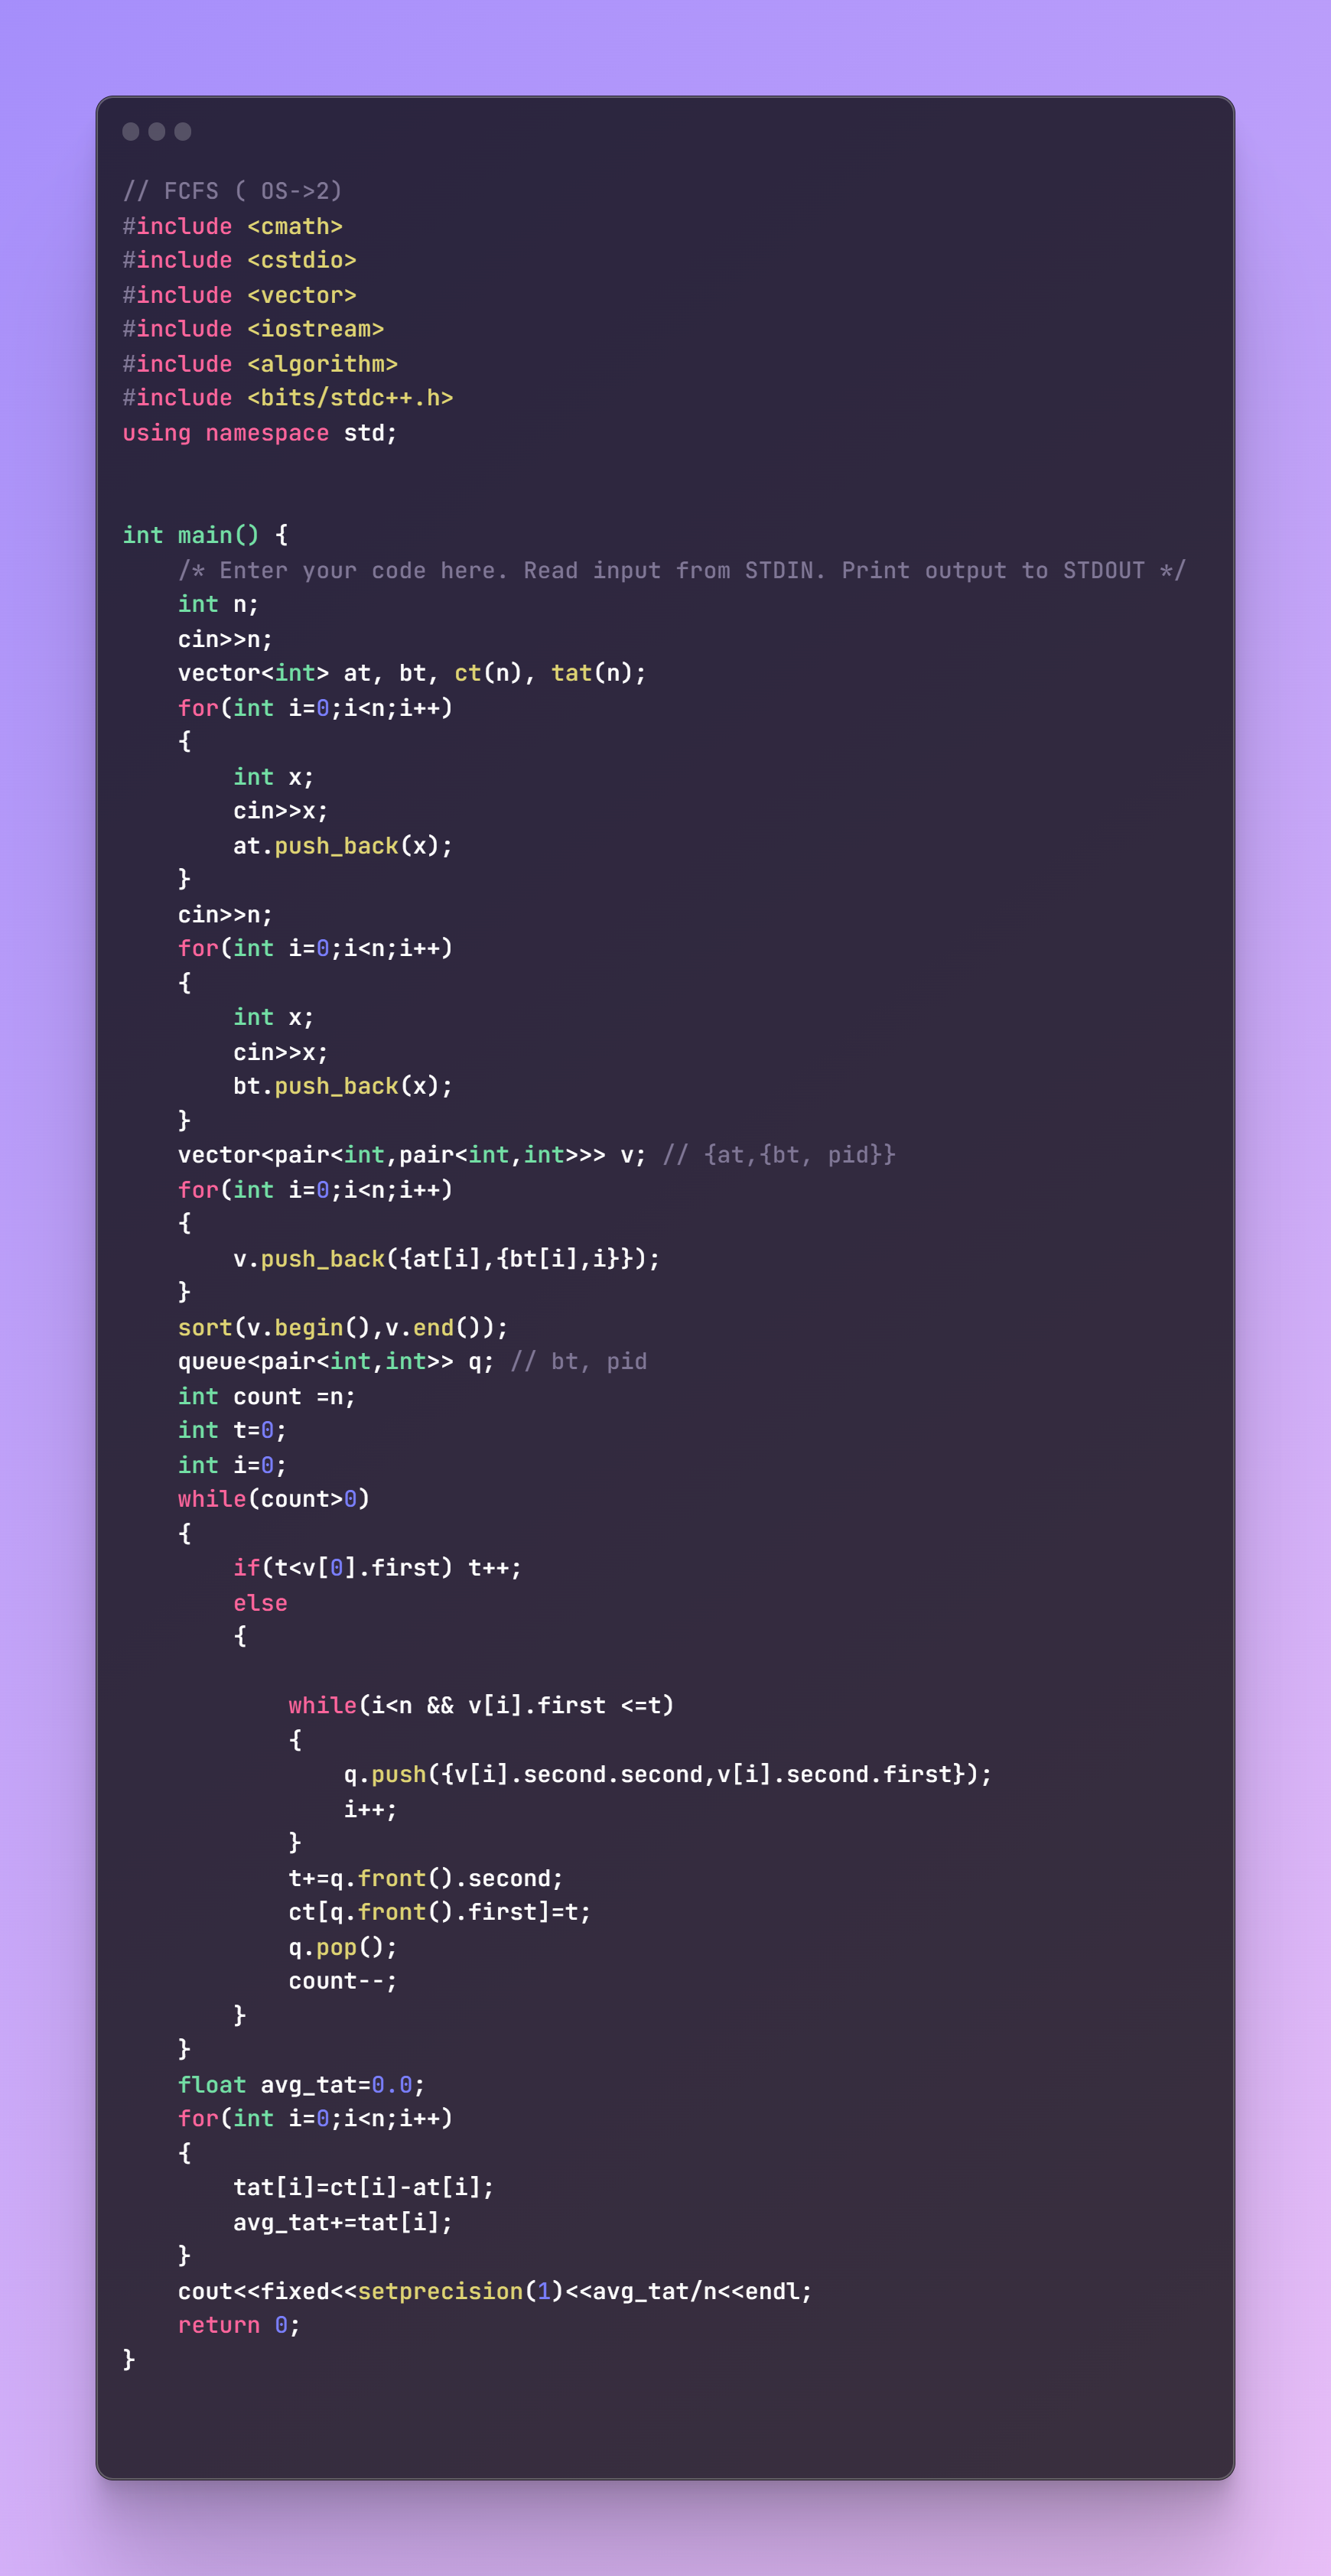 // FCFS ( OS->2)
#include <cmath>
#include <cstdio>
#include <vector>
#include <iostream>
#include <algorithm>
#include <bits/stdc++.h>
using namespace std;


int main() {
    /* Enter your code here. Read input from STDIN. Print output to STDOUT */
    int n;
    cin>>n;
    vector<int> at, bt, ct(n), tat(n);
    for(int i=0;i<n;i++)
    {
        int x;
        cin>>x;
        at.push_back(x);
    }
    cin>>n;
    for(int i=0;i<n;i++)
    {
        int x;
        cin>>x;
        bt.push_back(x);
    }
    vector<pair<int,pair<int,int>>> v; // {at,{bt, pid}}
    for(int i=0;i<n;i++)
    {
        v.push_back({at[i],{bt[i],i}});
    }
    sort(v.begin(),v.end());
    queue<pair<int,int>> q; // bt, pid
    int count =n;
    int t=0;
    int i=0;
    while(count>0)
    {
        if(t<v[0].first) t++;
        else
        {

            while(i<n && v[i].first <=t)
            {
                q.push({v[i].second.second,v[i].second.first});
                i++;
            }
            t+=q.front().second;
            ct[q.front().first]=t;
            q.pop();
            count--;
        }
    }
    float avg_tat=0.0;
    for(int i=0;i<n;i++)
    {
        tat[i]=ct[i]-at[i];
        avg_tat+=tat[i];
    }
    cout<<fixed<<setprecision(1)<<avg_tat/n<<endl;
    return 0;
}